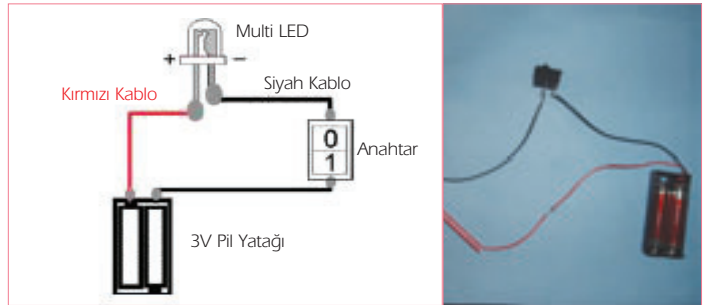 Multi LED
+ -
Kırmızı Kablo
Siyah Kablo
0
1
Anahtar
3V Pil Yatağı